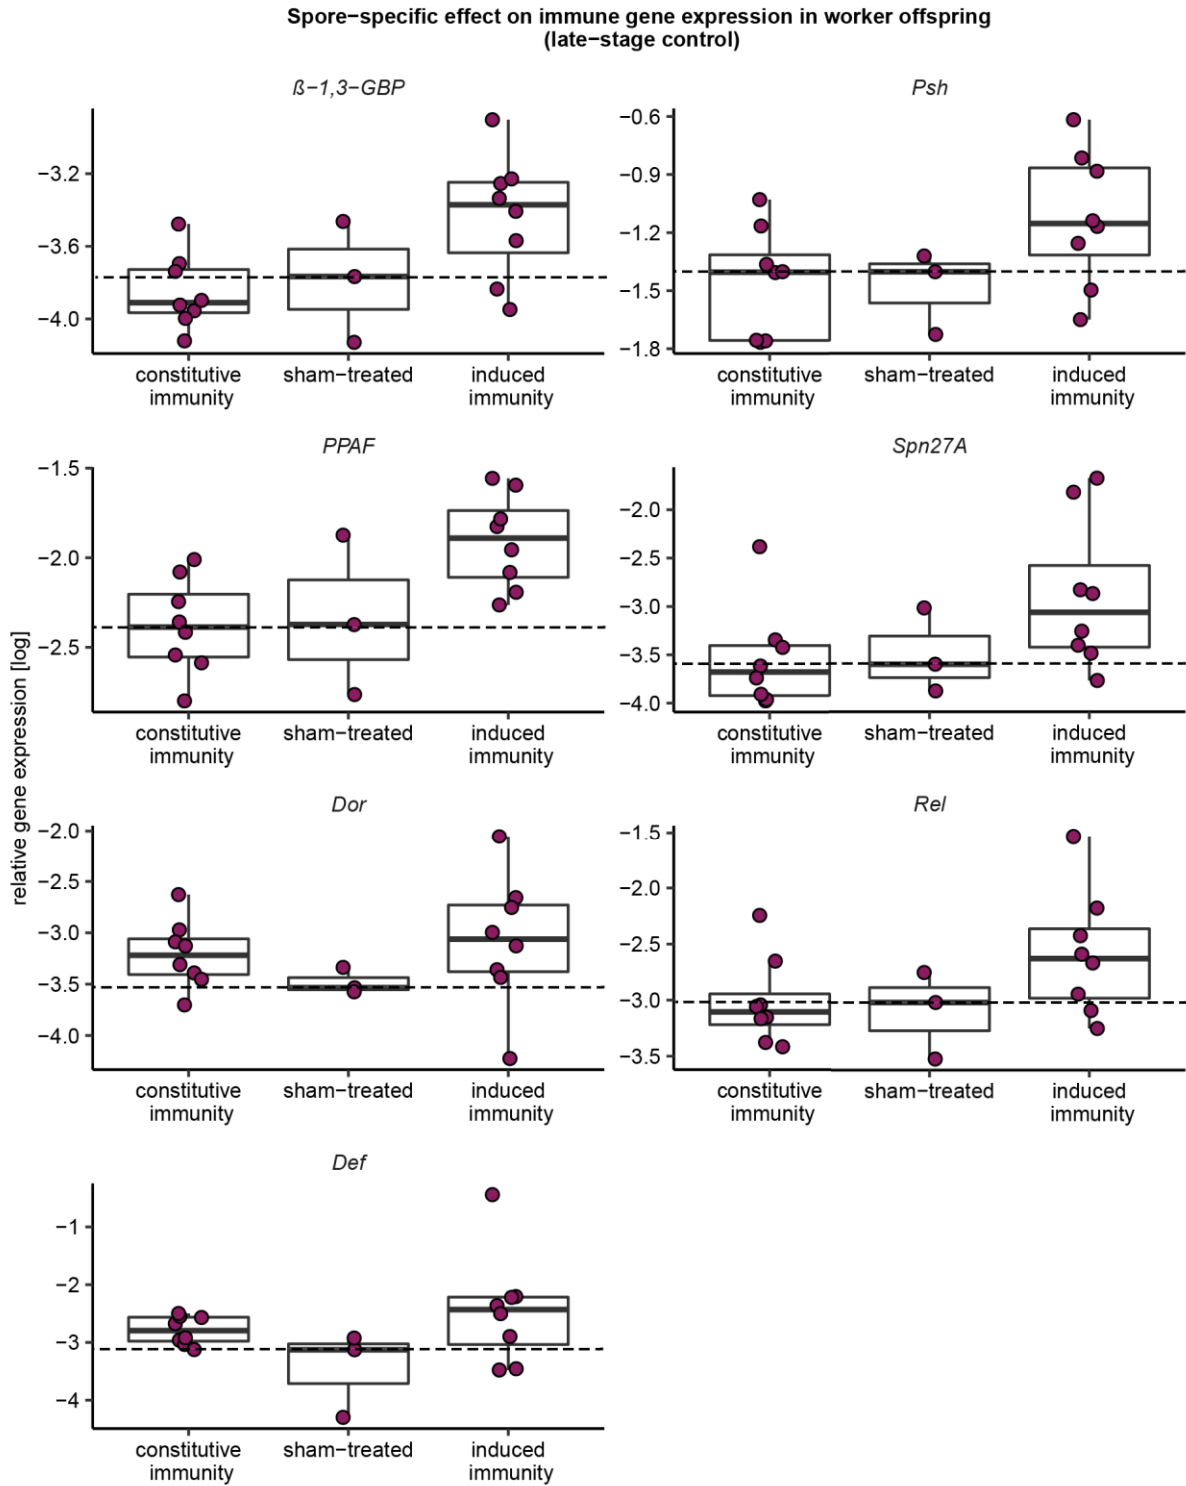 Spore−specific effect on immune gene expression in worker offspring
(late−stage control)
ß−1,3−GBP
−3.2
−3.6
−4.0
constitutive immunity
sham−treated
induced immunity
Psh
−0.6
−0.9
−1.2
−1.5
−1.8
constitutive immunity
sham−treated
induced immunity
relative gene expression [log]
PPAF
−1.5
−2.0
−2.5
constitutive immunity
sham−treated
induced immunity
Spn27A
−2.0
−2.5
−3.0
−3.5
−4.0
constitutive immunity
sham−treated
induced immunity
Dor
−2.0
−2.5
−3.0
−3.5
−4.0
constitutive immunity
sham−treated
induced immunity
Rel
−1.5
−2.0
−2.5
−3.0
−3.5
constitutive immunity
sham−treated
induced immunity
Def
−1
−2
−3
−4
constitutive immunity
sham−treated
induced immunity